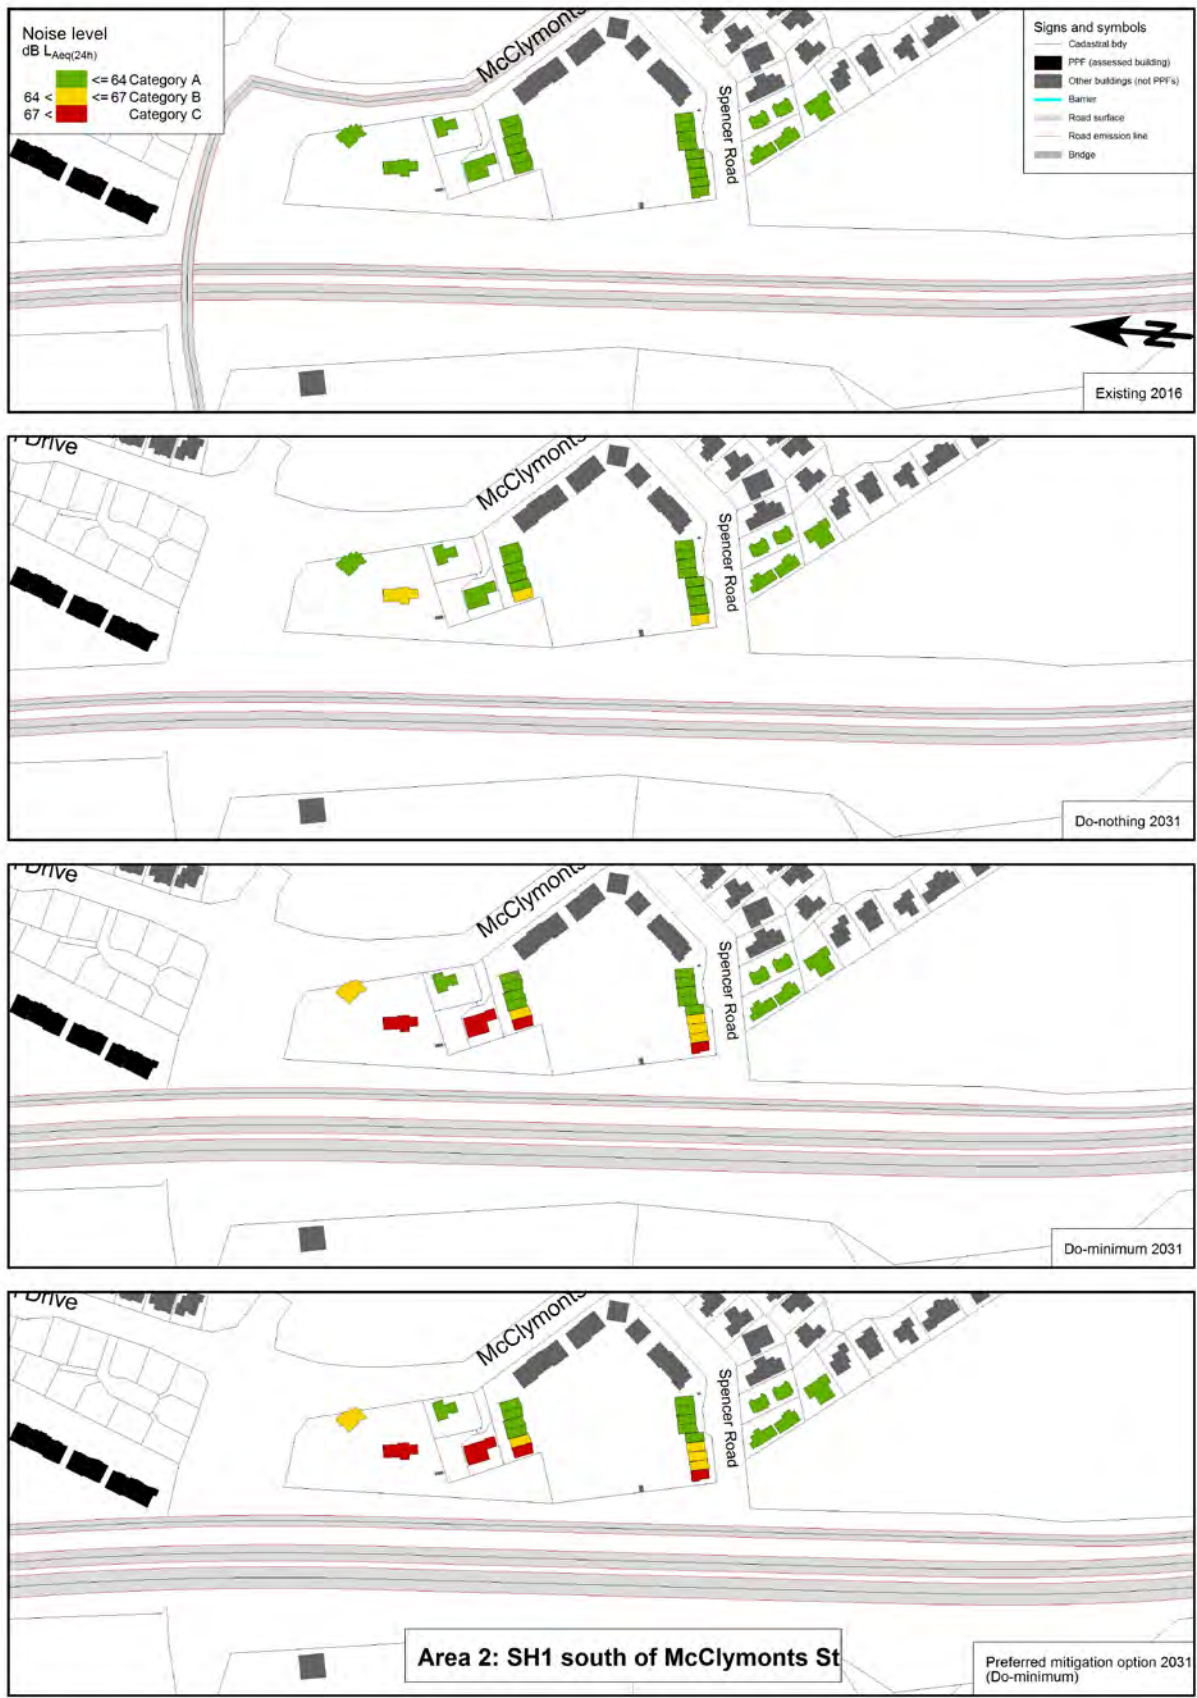 Noise level
dB LAeq(24h)
<= 64 Category A
64 < <= 67 Category B
67 < Category C
McClymonts
Spencer Road
Signs and symbols
Cadastral bdy
PPF (assessed building)
Other buildings (not PPFs)
Barrier
Road surface
Road emission line
Bridge
N
Existing 2016
Drive
McClymonts
Spencer Road
Do-nothing 2031
Drive
McClymonts
Spencer Road
Do-minimum 2031
Drive
McClymonts
Spencer Road
Area 2: SH1 south of McClymonts St
Preferred mitigation option 2031
(Do-minimum)